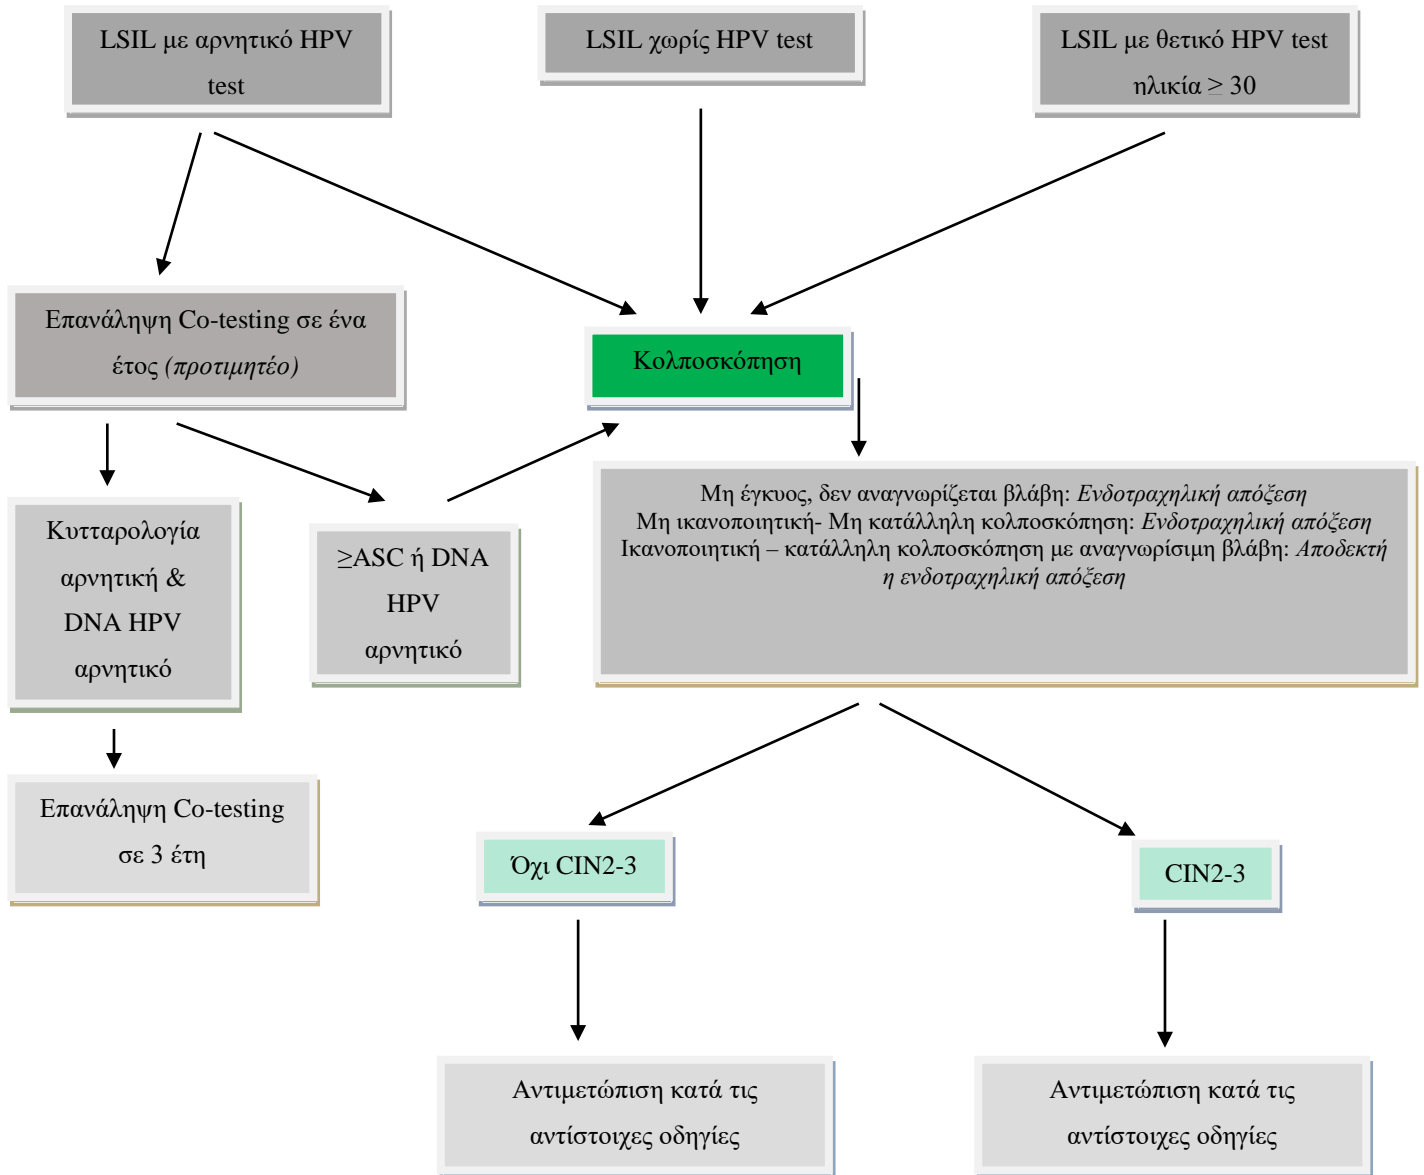 LSIL με αρνητικό HPV
test
LSIL χωρίς HPV test
LSIL με θετικό HPV test
ηλικία ≥ 30
Επανάληψη Co-testing σε ένα
έτος (προτιμητέο)
Κολποσκόπηση
Κυτταρολογία
αρνητική &
DNA HPV
αρνητικό
≥ASC ή DNA
HPV
αρνητικό
Μη έγκυος, δεν αναγνωρίζεται βλάβη: Ενδοτραχηλική απόξεση
Μη ικανοποιητική- Μη κατάλληλη κολποσκόπηση: Ενδοτραχηλική απόξεση
Ικανοποιητική – κατάλληλη κολποσκόπηση με αναγνωρίσιμη βλάβη: Αποδεκτή
η ενδοτραχηλική απόξεση
Επανάληψη Co-testing
σε 3 έτη
Όχι CIN2-3
CIN2-3
Αντιμετώπιση κατά τις
αντίστοιχες οδηγίες
Αντιμετώπιση κατά τις
αντίστοιχες οδηγίες